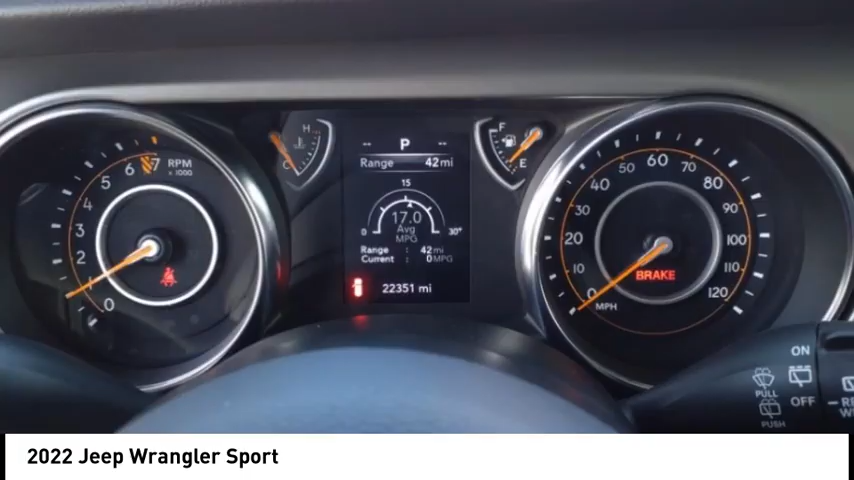 RPM
x 1000
0
1
2
3
4
5
6
7
H
C
-- P --
Range 42mi
15
0 17.0 30+
Avg
MPG
Range : 42mi
Current : 0MPG
22351 mi
F
E
0
10
20
30
40
50
60
70
80
90
100
110
120
MPH
BRAKE
ON
OFF
PULL
PUSH
2022 Jeep Wrangler Sport